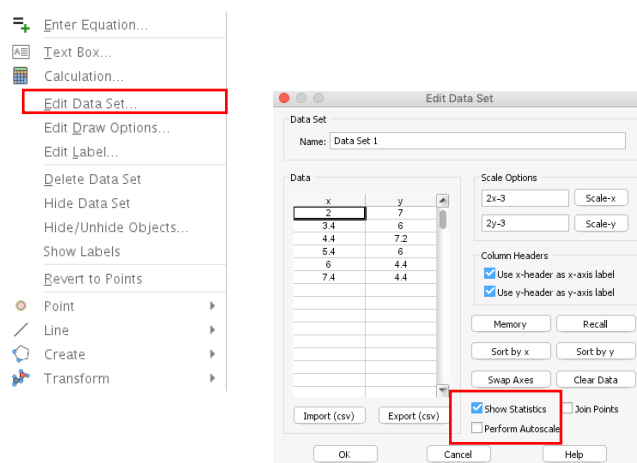 Enter Equation...
Text Box...
Calculation...
Edit Data Set...
Edit Draw Options...
Edit Label...
Delete Data Set
Hide Data Set
Hide/Unhide Objects...
Show Labels
Revert to Points
Point
Line
Create
Transform
Edit Data Set
Data Set
Name: Data Set 1
Data
x y
2 7
3.4 6
4.4 7.2
5.4 6
6 4.4
7.4 4.4
Import (csv) Export (csv)
Scale Options
2x-3 Scale-x
2y-3 Scale-y
Column Headers
Use x-header as x-axis label
Use y-header as y-axis label
Memory Recall
Sort by x Sort by y
Swap Axes Clear Data
Show Statistics Join Points
Perform Autoscale
OK Cancel Help